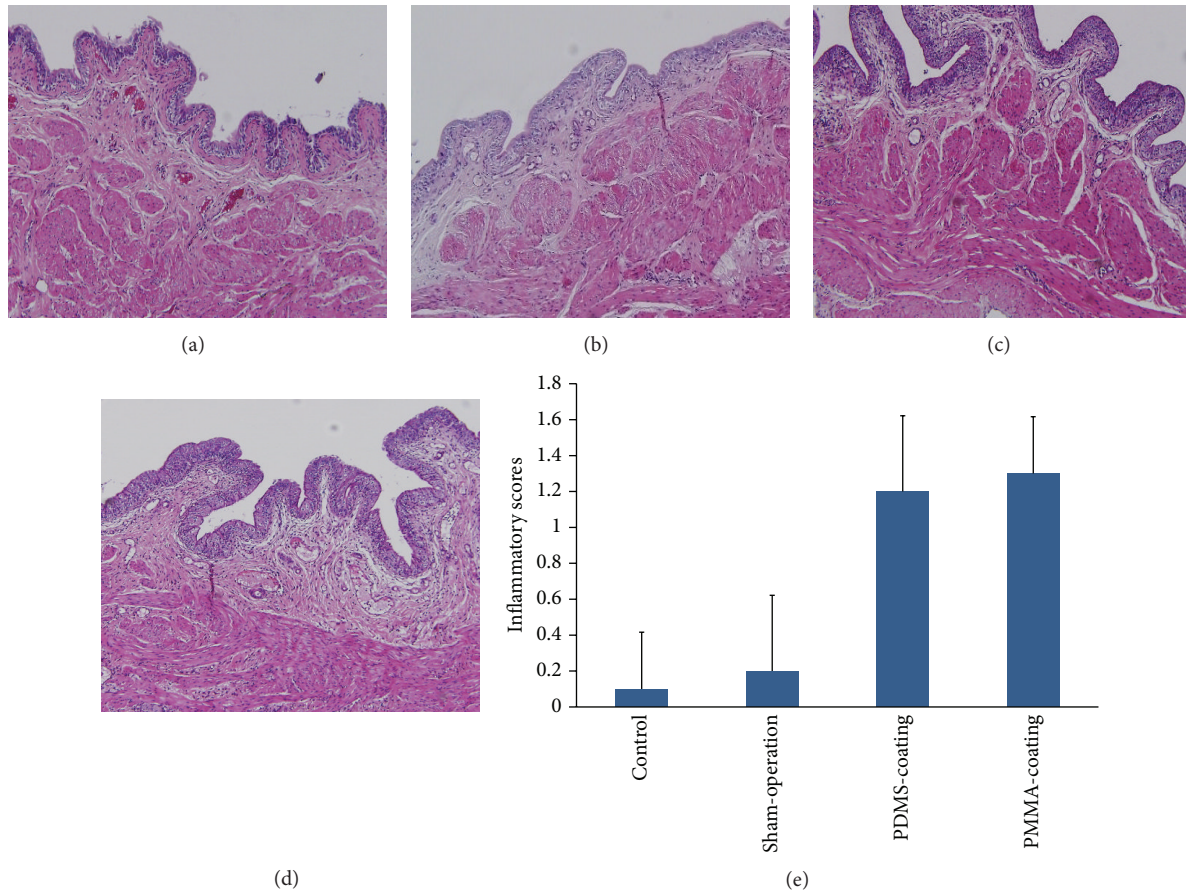 (a)
(b)
(c)
(d)
1.8
1.6
1.4
1.2
1
0.8
0.6
0.4
0.2
0
Inflammatory scores
Control
Sham-operation
PDMS-coating
PMMA-coating
(e)